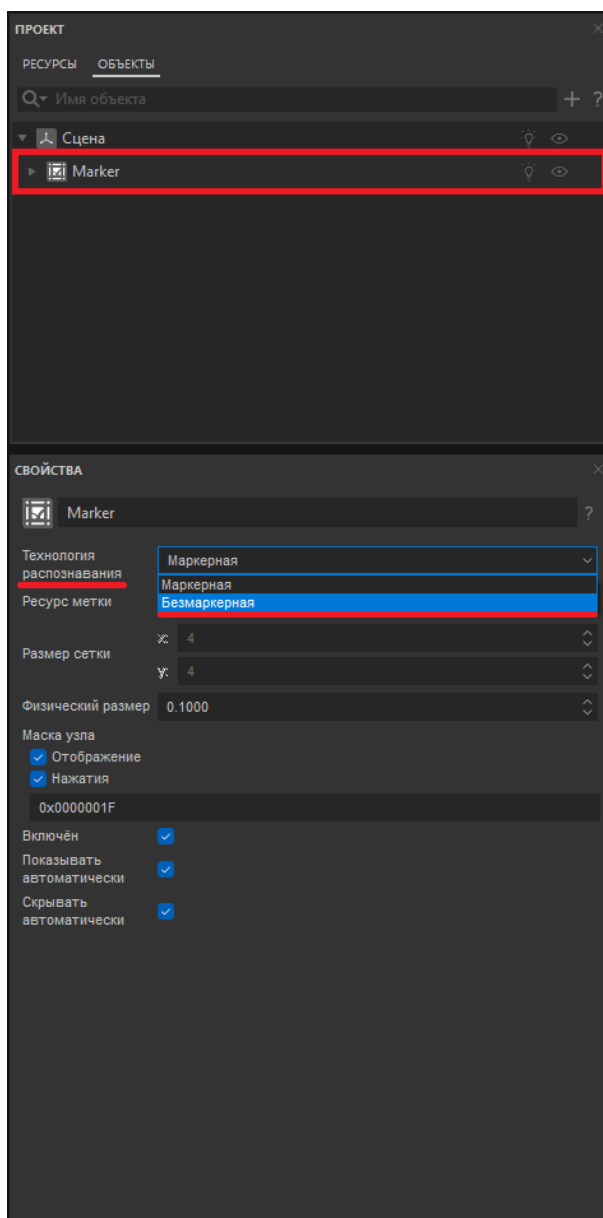 ПРОЕКТ
РЕСУРСЫ ОБЪЕКТЫ
Имя объекта + ?
Сцена
Marker
СВОЙСТВА
Marker ?
Технология
распознавания
Маркерная
Маркерная
Безмаркерная
Ресурс метки
Размер сетки
x: 4
y: 4
Физический размер 0.1000
Маска узла
Отображение
Нажатия
0x0000001F
Включён
Показывать
автоматически
Скрывать
автоматически